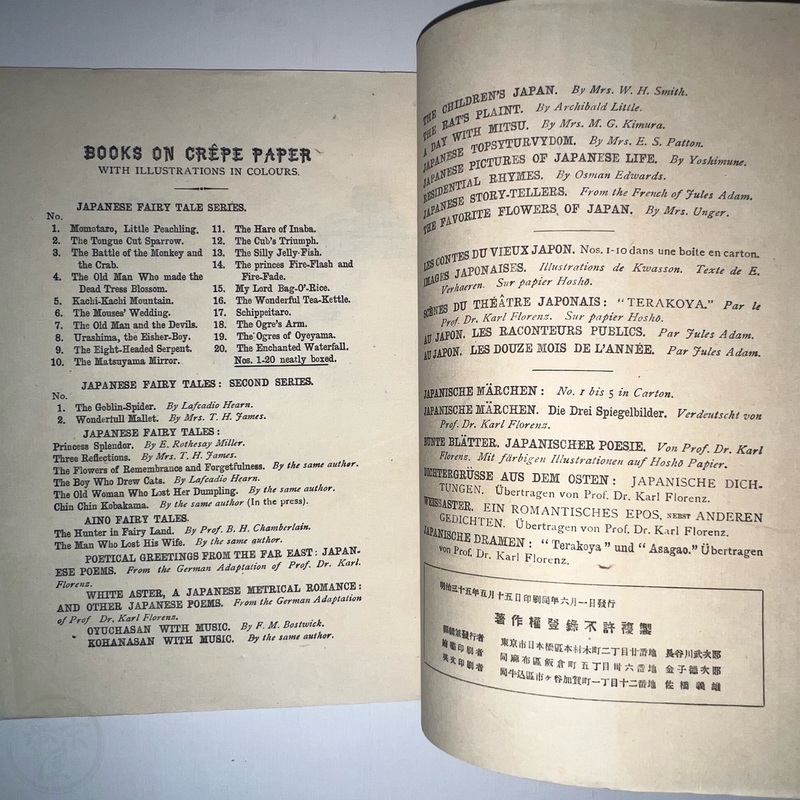 BOOKS ON CRÊPE PAPER
WITH ILLUSTRATIONS IN COLOURS.
JAPANESE FAIRY TALE SERIES.
No.
1. Momotaro, Little Peachling.
2. The Tongue Cut Sparrow.
3. The Battle of the Monkey and
the Crab.
4. The Old Man Who made the
Dead Tress Blosom.
5. Kachi-Kachi Mountain.
6. The Mouses' Wedding.
7. The Old Man and the Devils.
8. Urashima, the Eisher-Boy.
9. The Eight-Headed Serpent.
10. The Matsuyama Mirror.
11. The Hare of Inaba.
12. The Cub's Triumph.
13. The Silly Jelly-Fish.
14. The princes Fire-Flash and
Fire-Fade.
15. My Lord Bag-O'-Rice.
16. The Wonderful Tea-Kettle.
17. Schippeitaro.
18. The Ogre's Arm.
19. The Ogres of Oyeyama.
20. The Enchanted Waterfall.
Nos. 1-20 neatly boxed.
JAPANESE FAIRY TALES: SECOND SERIES.
No.
1. The Goblin-Spider. By Lafcadio Hearn.
2. Wonderfull Mallet. By Mrs. T. H. James.
JAPANESE FAIRY TALES:
Princess Splendor. By E. Rothesay Miller.
Three Reflections. By Mrs. T. H. James.
The Flowers of Remembrance and Forgetfulness. By the same author.
The Boy Who Drew Cats. By Lafcadio Hearn.
The Old Woman Who Lost Her Dumpling. By the same author.
Chin Chin Kobakama. By the same author (In the press).
AINO FAIRY TALES.
The Hunter in Fairy Land. By Prof. B. H. Chamberlain.
The Man Who Lost His Wife. By the same author.
POETICAL GREETINGS FROM THE FAR EAST: JAPAN-
ESE POEMS. From the German Adaptation of Prof. Dr. Karl.
Florenz.
WHITE ASTER, A JAPANESE METRICAL ROMANCE:
AND OTHER JAPANESE POEMS. From the German Adaptation
of Prof Dr. Karl Florenz.
OYUCHASAN WITH MUSIC. By F. M. Bostwick.
KOHANASAN WITH MUSIC. By the same author.
THE CHILDREN'S JAPAN. By Mrs. W. H. Smith.
THE RAT'S PLAINT. By Archibald Little.
A DAY WITH MITSU. By Mrs. M. G. Kimura.
JAPANESE TOPSYTURVYDOM. By Mrs. E. S. Patton.
JAPANESE PICTURES OF JAPANESE LIFE. By Yoshimune.
RESIDENTIAL RHYMES. By Osman Edwards.
JAPANESE STORY-TELLERS. From the French of Jules Adam.
THE FAVORITE FLOWERS OF JAPAN. By Mrs. Unger.
LES CONTES DU VIEUX JAPON. Nos. 1-10 dans une boite en carton.
IMAGES JAPONAISES. Illustrations de Kwasson. Texte de E.
Verhaeren. Sur papier Hoshō.
SCÈNES DU THÉÂTRE JAPONAIS: "TERAKOYA." Par le
Prof. Dr. Karl Florenz. Sur papier Hoshō.
AU JAPON. LES RACONTEURS PUBLICS. Par Jules Adam.
AU JAPON. LES DOUZE MOIS DE L'ANNÉE. Par Jules Adam.
JAPANISCHE MÄRCHEN: No. 1 bis 5 in Carton.
JAPANISCHE MÄRCHEN. Die Drei Spiegelbilder. Verdeutscht von
Prof. Dr. Karl Florenz.
BUNTE BLÄTTER. JAPANISCHER POESIE. Von Prof. Dr. Karl
Florenz. Mit färbigen Illustrationen auf Hoshō Papier.
DICHTERGRÜSSE AUS DEM OSTEN: JAPANISCHE DICH-
TUNGEN. Übertragen von Prof. Dr. Karl Florenz.
WEISSASTER. EIN ROMANTISCHES EPOS, NEBST ANDEREN
GEDICHTEN. Übertragen von Prof. Dr. Karl Florenz.
JAPANISCHE DRAMEN: "Terakoya" und "Asagao." Übertragen
von Prof. Dr. Karl Florenz.
明治三十五年五月十五日印刷同年六月一日發行
著作權登錄不許複製
編輯兼發行者 東京市日本橋區本材木町二丁目廿番地 長谷川武次郎
繪畫印刷者 同麻布區飯倉町五丁目卅六番地 金子德次郎
英文印刷者 同牛込區市ヶ谷加賀町一丁目十二番地 佐橋義雄